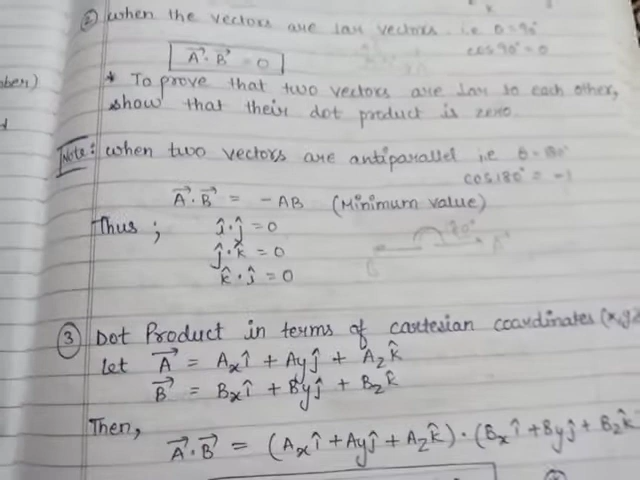 ② when the vectors are ⊥ar vectors i.e θ = 90°
cos 90° = 0
A⃗ · B⃗ = 0
* To prove that two vectors are ⊥ar to each other,
show that their dot product is zero.
Note: when two vectors are antiparallel i.e θ = 180°
cos 180° = -1
A⃗ · B⃗ = - AB (Minimum value)
Thus ; î · ĵ = 0
ĵ · k̂ = 0
k̂ · ĵ = 0
③ Dot Product in terms of cartesian coordinates (x,y,z
Let A⃗ = Axî + Ayĵ + Azk̂
B⃗ = Bxî + Byĵ + Bzk̂
Then,
A⃗ · B⃗ = (Axî + Ayĵ + Azk̂) · (Bxî + Byĵ + Bzk̂